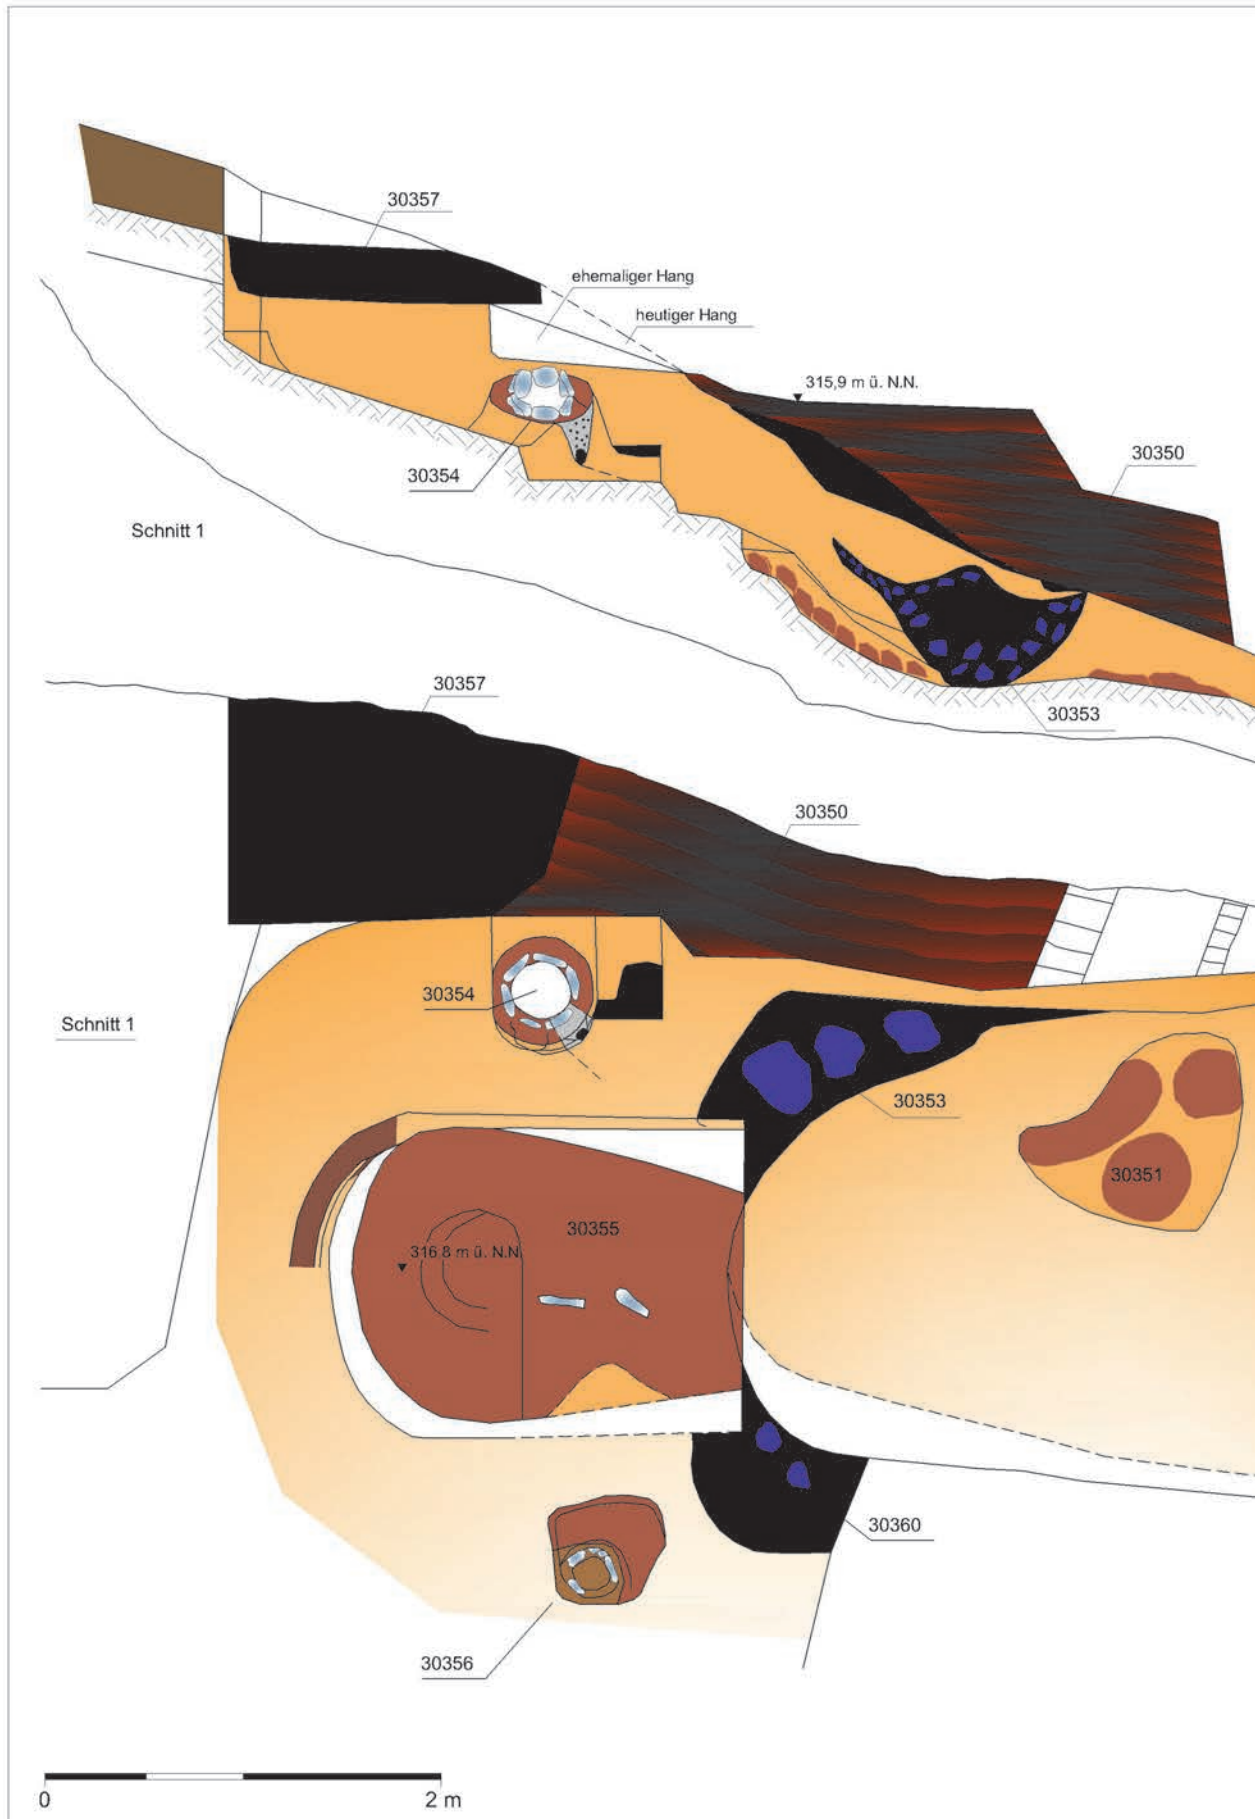 30357
ehemaliger Hang
heutiger Hang
315,9 m ü. N.N.
30350
30354
Schnitt 1
30353
30357
30350
30354
Schnitt 1
30353
30351
30355
316 8 m ü. N.N.
30360
30356
0 2 m